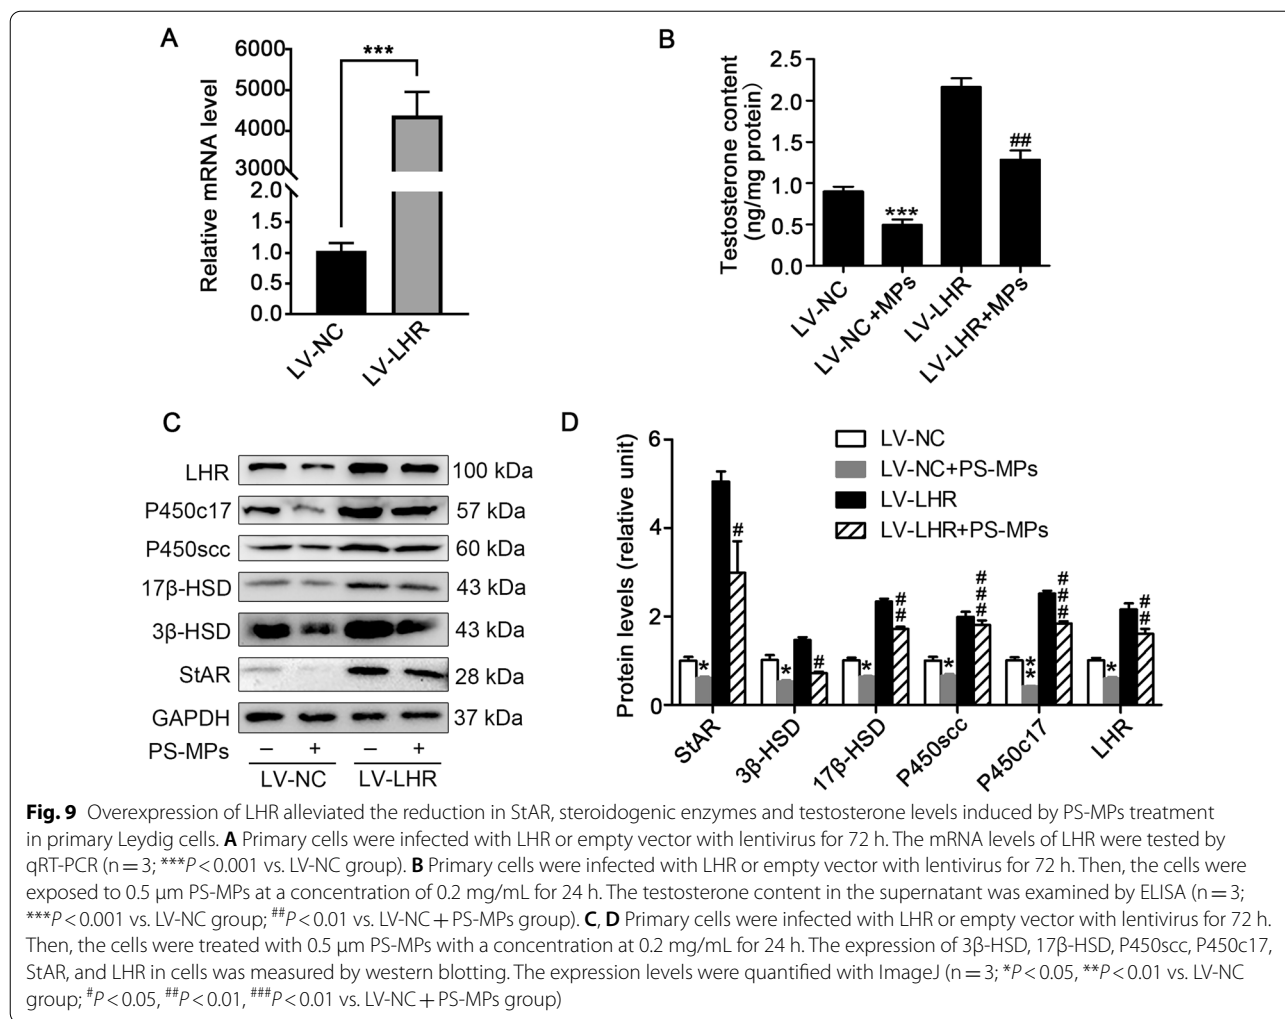 A
Relative mRNA level
6000
5000
4000
3000
2.0
1.5
1.0
0.5
0.0
***
LV-NC
LV-LHR
B
Testosterone content
(ng/mg protein)
2.5
2.0
1.5
1.0
0.5
0.0
***
##
LV-NC
LV-NC+MPs
LV-LHR
LV-LHR+MPs
C
LHR 100 kDa
P450c17 57 kDa
P450scc 60 kDa
17β-HSD 43 kDa
3β-HSD 43 kDa
StAR 28 kDa
GAPDH 37 kDa
PS-MPs – + – +
LV-NC LV-LHR
D
Protein levels (relative unit)
6
4
2
0
LV-NC
LV-NC+PS-MPs
LV-LHR
LV-LHR+PS-MPs
* #
* #
* ##
* ###
** ###
* ##
StAR
3β-HSD
17β-HSD
P450scc
P450c17
LHR
Fig. 9 Overexpression of LHR alleviated the reduction in StAR, steroidogenic enzymes and testosterone levels induced by PS-MPs treatment
in primary Leydig cells. A Primary cells were infected with LHR or empty vector with lentivirus for 72 h. The mRNA levels of LHR were tested by
qRT-PCR (n = 3; ***P < 0.001 vs. LV-NC group). B Primary cells were infected with LHR or empty vector with lentivirus for 72 h. Then, the cells were
exposed to 0.5 μm PS-MPs at a concentration of 0.2 mg/mL for 24 h. The testosterone content in the supernatant was examined by ELISA (n = 3;
***P < 0.001 vs. LV-NC group; ##P < 0.01 vs. LV-NC + PS-MPs group). C, D Primary cells were infected with LHR or empty vector with lentivirus for 72 h.
Then, the cells were treated with 0.5 μm PS-MPs with a concentration at 0.2 mg/mL for 24 h. The expression of 3β-HSD, 17β-HSD, P450scc, P450c17,
StAR, and LHR in cells was measured by western blotting. The expression levels were quantified with ImageJ (n = 3; *P < 0.05, **P < 0.01 vs. LV-NC
group; #P < 0.05, ##P < 0.01, ###P < 0.01 vs. LV-NC + PS-MPs group)